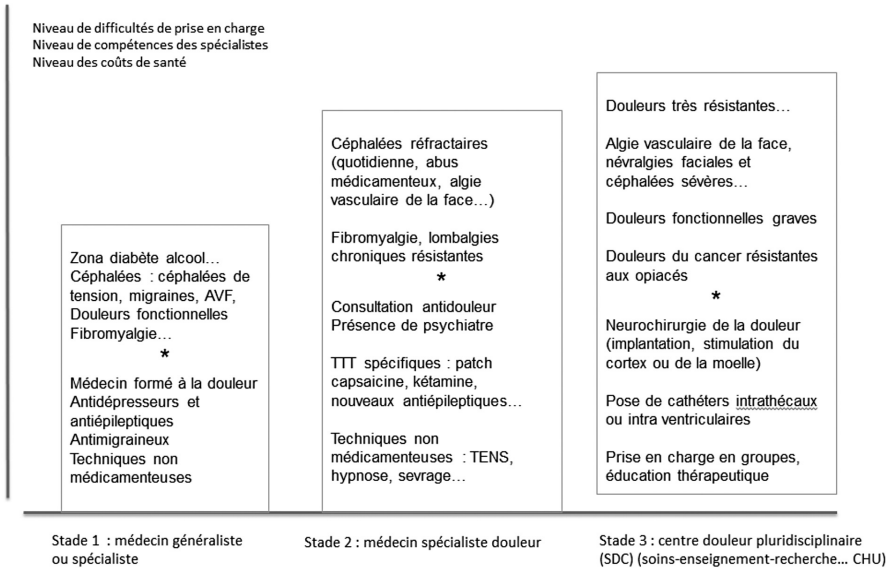 Niveau de difficultés de prise en charge
Niveau de compétences des spécialistes
Niveau des coûts de santé
Zona diabète alcool…
Céphalées : céphalées de
tension, migraines, AVF,
Douleurs fonctionnelles
Fibromyalgie…
*
Médecin formé à la douleur
Antidépresseurs et
antiépileptiques
Antimigraineux
Techniques non
médicamenteuses
Céphalées réfractaires
(quotidienne, abus
médicamenteux, algie
vasculaire de la face…)
Fibromyalgie, lombalgies
chroniques résistantes
*
Consultation antidouleur
Présence de psychiatre
TTT spécifiques : patch
capsaicine, kétamine,
nouveaux antiépileptiques…
Techniques non
médicamenteuses : TENS,
hypnose, sevrage…
Douleurs très résistantes…
Algie vasculaire de la face,
névralgies faciales et
céphalées sévères…
Douleurs fonctionnelles graves
Douleurs du cancer résistantes
aux opiacés
*
Neurochirurgie de la douleur
(implantation, stimulation du
cortex ou de la moelle)
Pose de cathéters intrathécaux
ou intra ventriculaires
Prise en charge en groupes,
éducation thérapeutique
Stade 1 : médecin généraliste
ou spécialiste
Stade 2 : médecin spécialiste douleur
Stade 3 : centre douleur pluridisciplinaire
(SDC) (soins-enseignement-recherche… CHU)